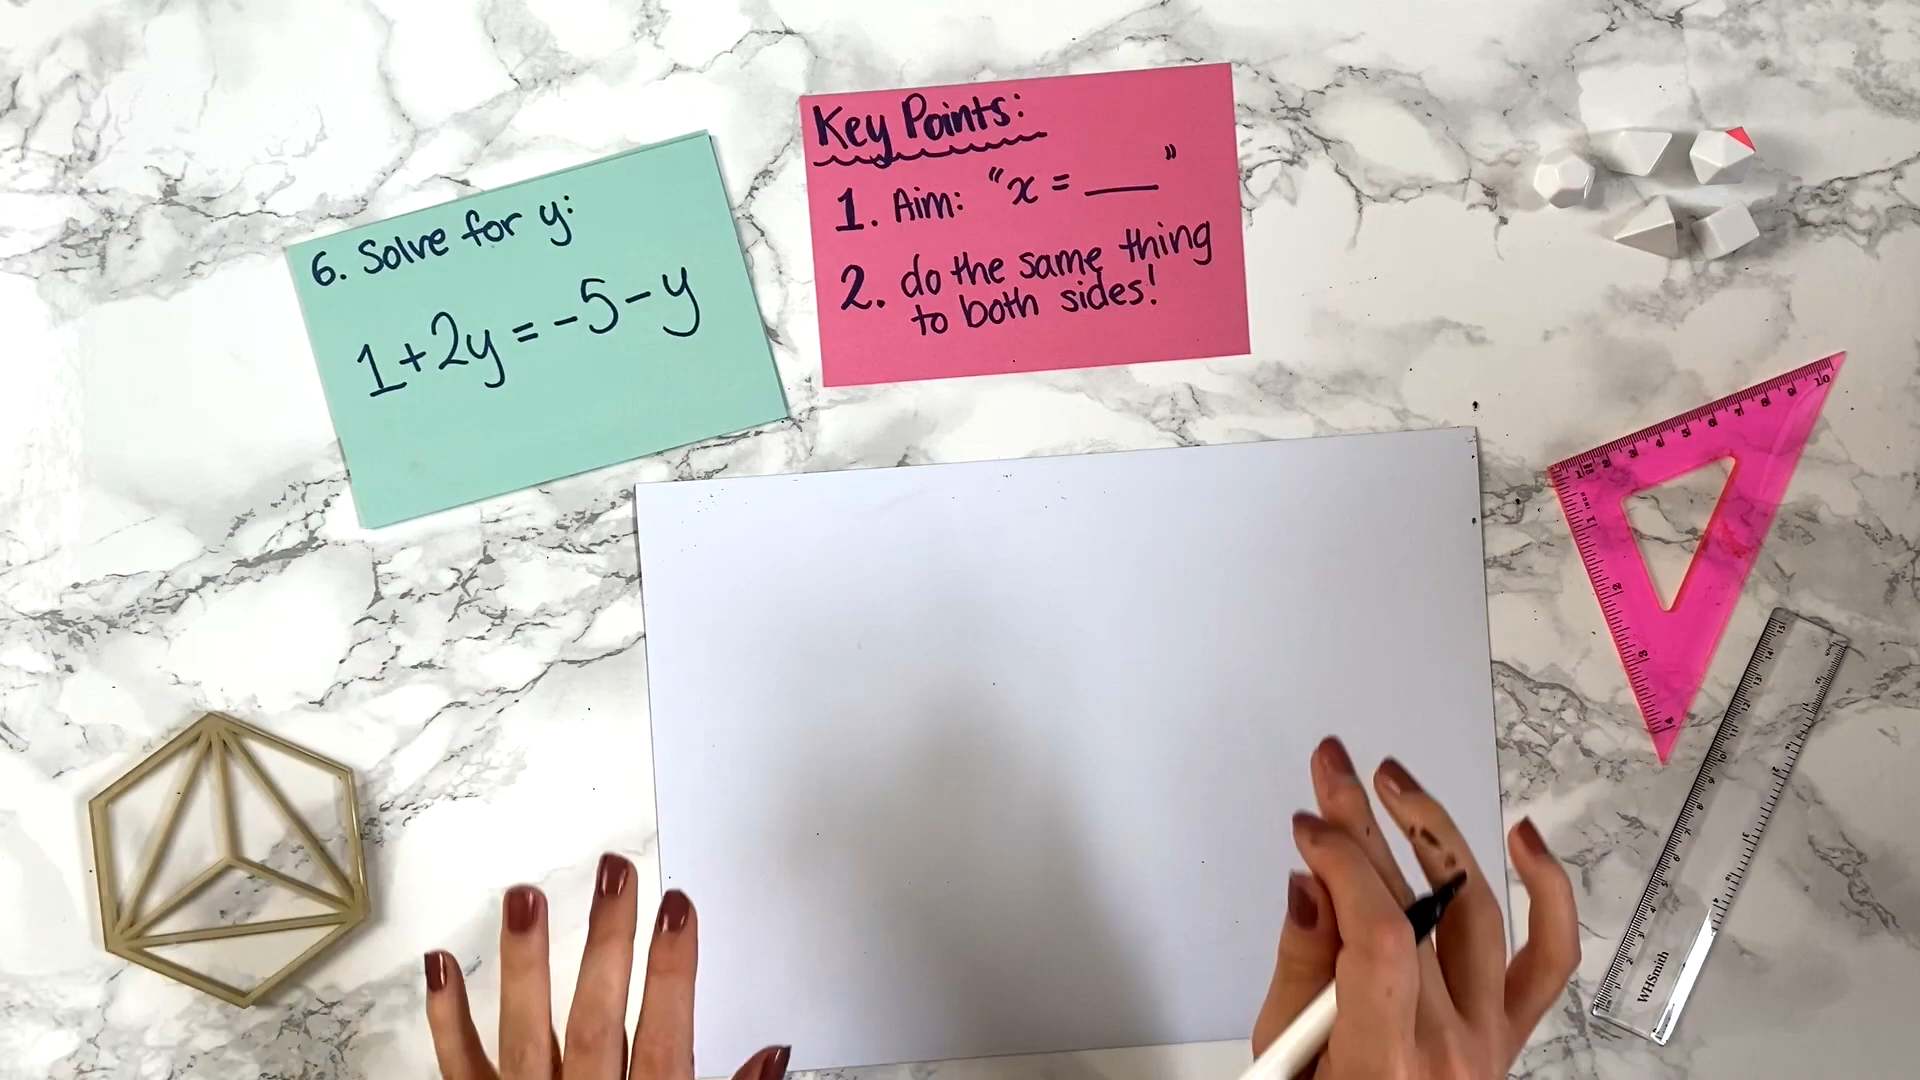 6. Solve for y:
1+2y = -5-y
Key Points:
1. Aim: "x = ___"
2. do the same thing
to both sides!
WHSmith